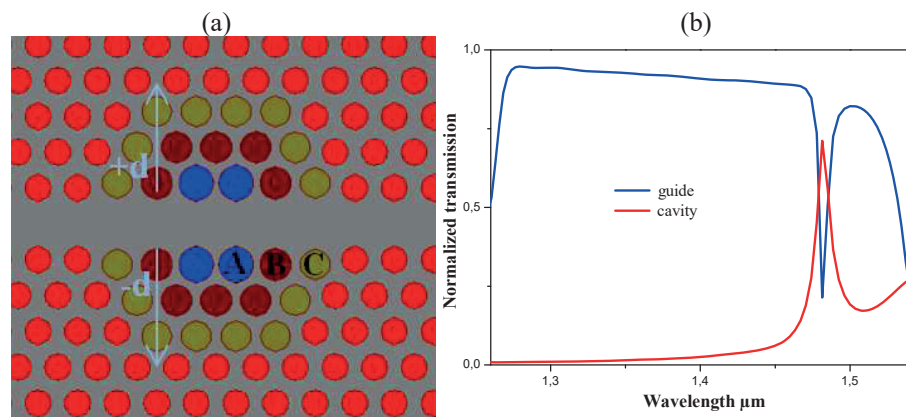 (a)
+d
-d
A B C
(b)
Normalized transmission
1,0
0,5
0,0
guide
cavity
1,3
1,4
1,5
Wavelength µm